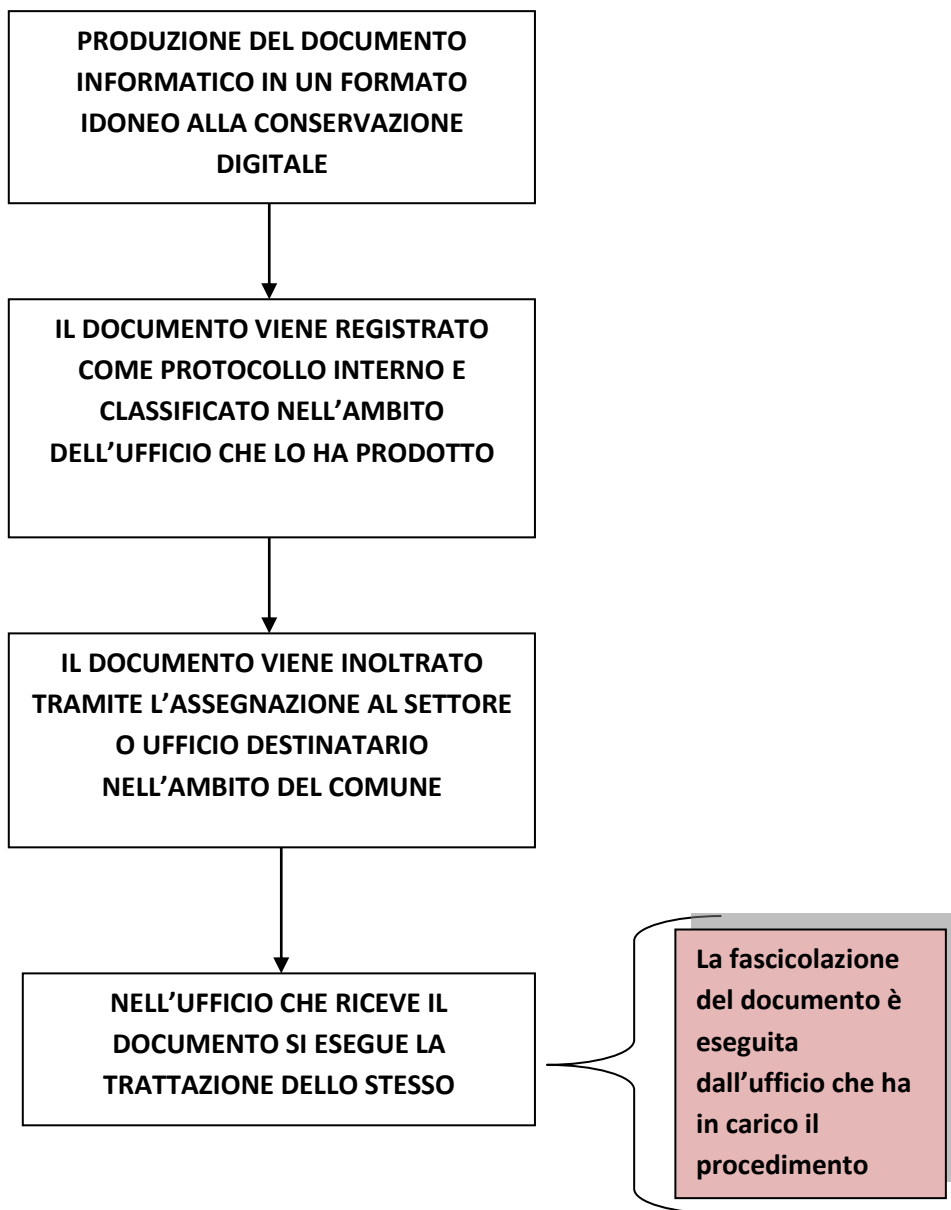 PRODUZIONE DEL DOCUMENTO
INFORMATICO IN UN FORMATO
IDONEO ALLA CONSERVAZIONE
DIGITALE
IL DOCUMENTO VIENE REGISTRATO
COME PROTOCOLLO INTERNO E
CLASSIFICATO NELL’AMBITO
DELL’UFFICIO CHE LO HA PRODOTTO
IL DOCUMENTO VIENE INOLTRATO
TRAMITE L’ASSEGNAZIONE AL SETTORE
O UFFICIO DESTINATARIO
NELL’AMBITO DEL COMUNE
NELL’UFFICIO CHE RICEVE IL
DOCUMENTO SI ESEGUE LA
TRATTAZIONE DELLO STESSO
La fascicolazione
del documento è
eseguita
dall’ufficio che ha
in carico il
procedimento